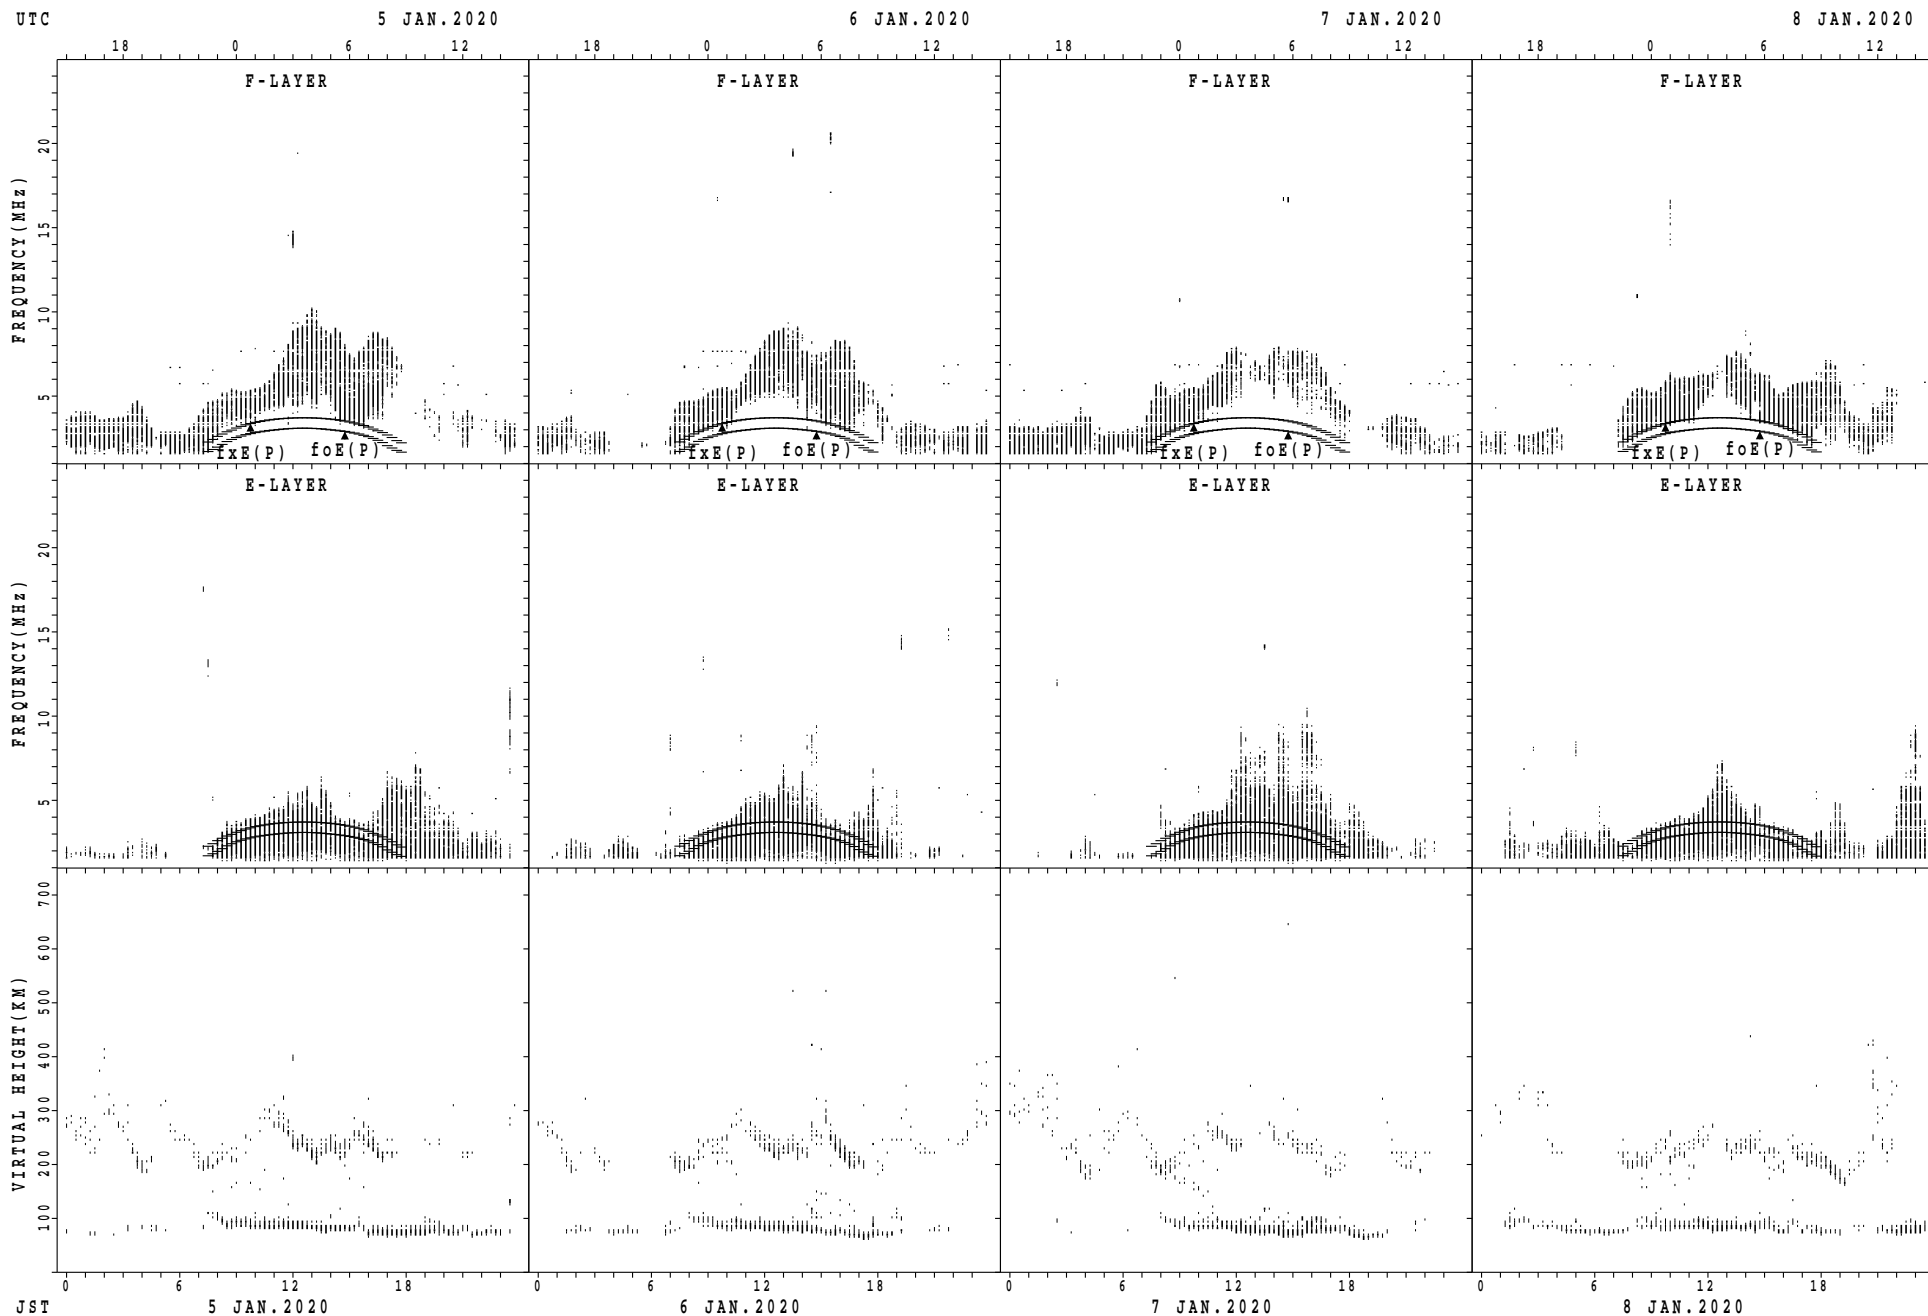 UTC 5 JAN.2020 6 JAN.2020 7 JAN.2020 8 JAN.2020
18 0 6 12 18 0 6 12 18 0 6 12 18 0 6 12
F-LAYER F-LAYER F-LAYER F-LAYER
FREQUENCY(MHz)
20
15
10
5
fxE(P) foE(P) fxE(P) foE(P) fxE(P) foE(P) fxE(P) foE(P)
E-LAYER E-LAYER E-LAYER E-LAYER
FREQUENCY(MHz)
20
15
10
5
VIRTUAL HEIGHT(KM)
700
600
500
400
300
200
100
0 6 12 18 0 6 12 18 0 6 12 18 0 6 12 18
JST 5 JAN.2020 6 JAN.2020 7 JAN.2020 8 JAN.2020